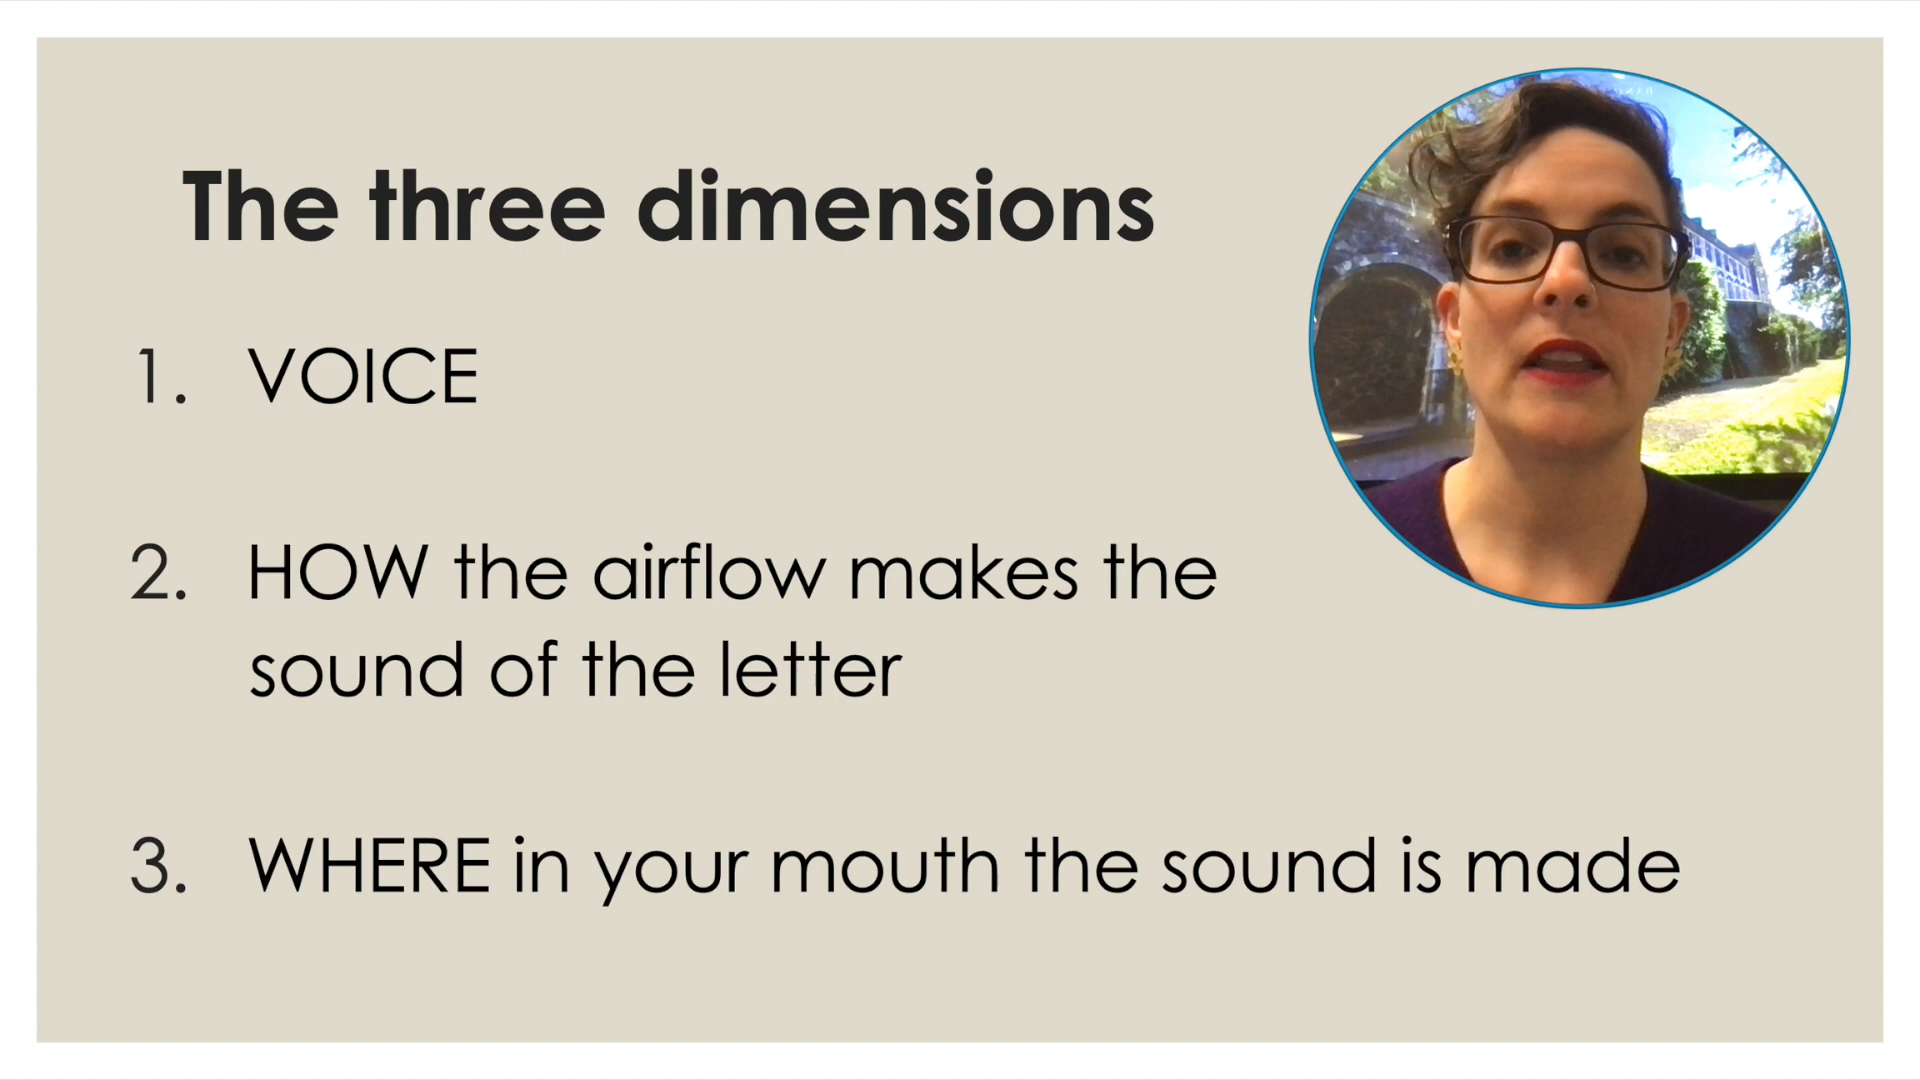 The three dimensions
1. VOICE
2. HOW the airflow makes the
sound of the letter
3. WHERE in your mouth the sound is made